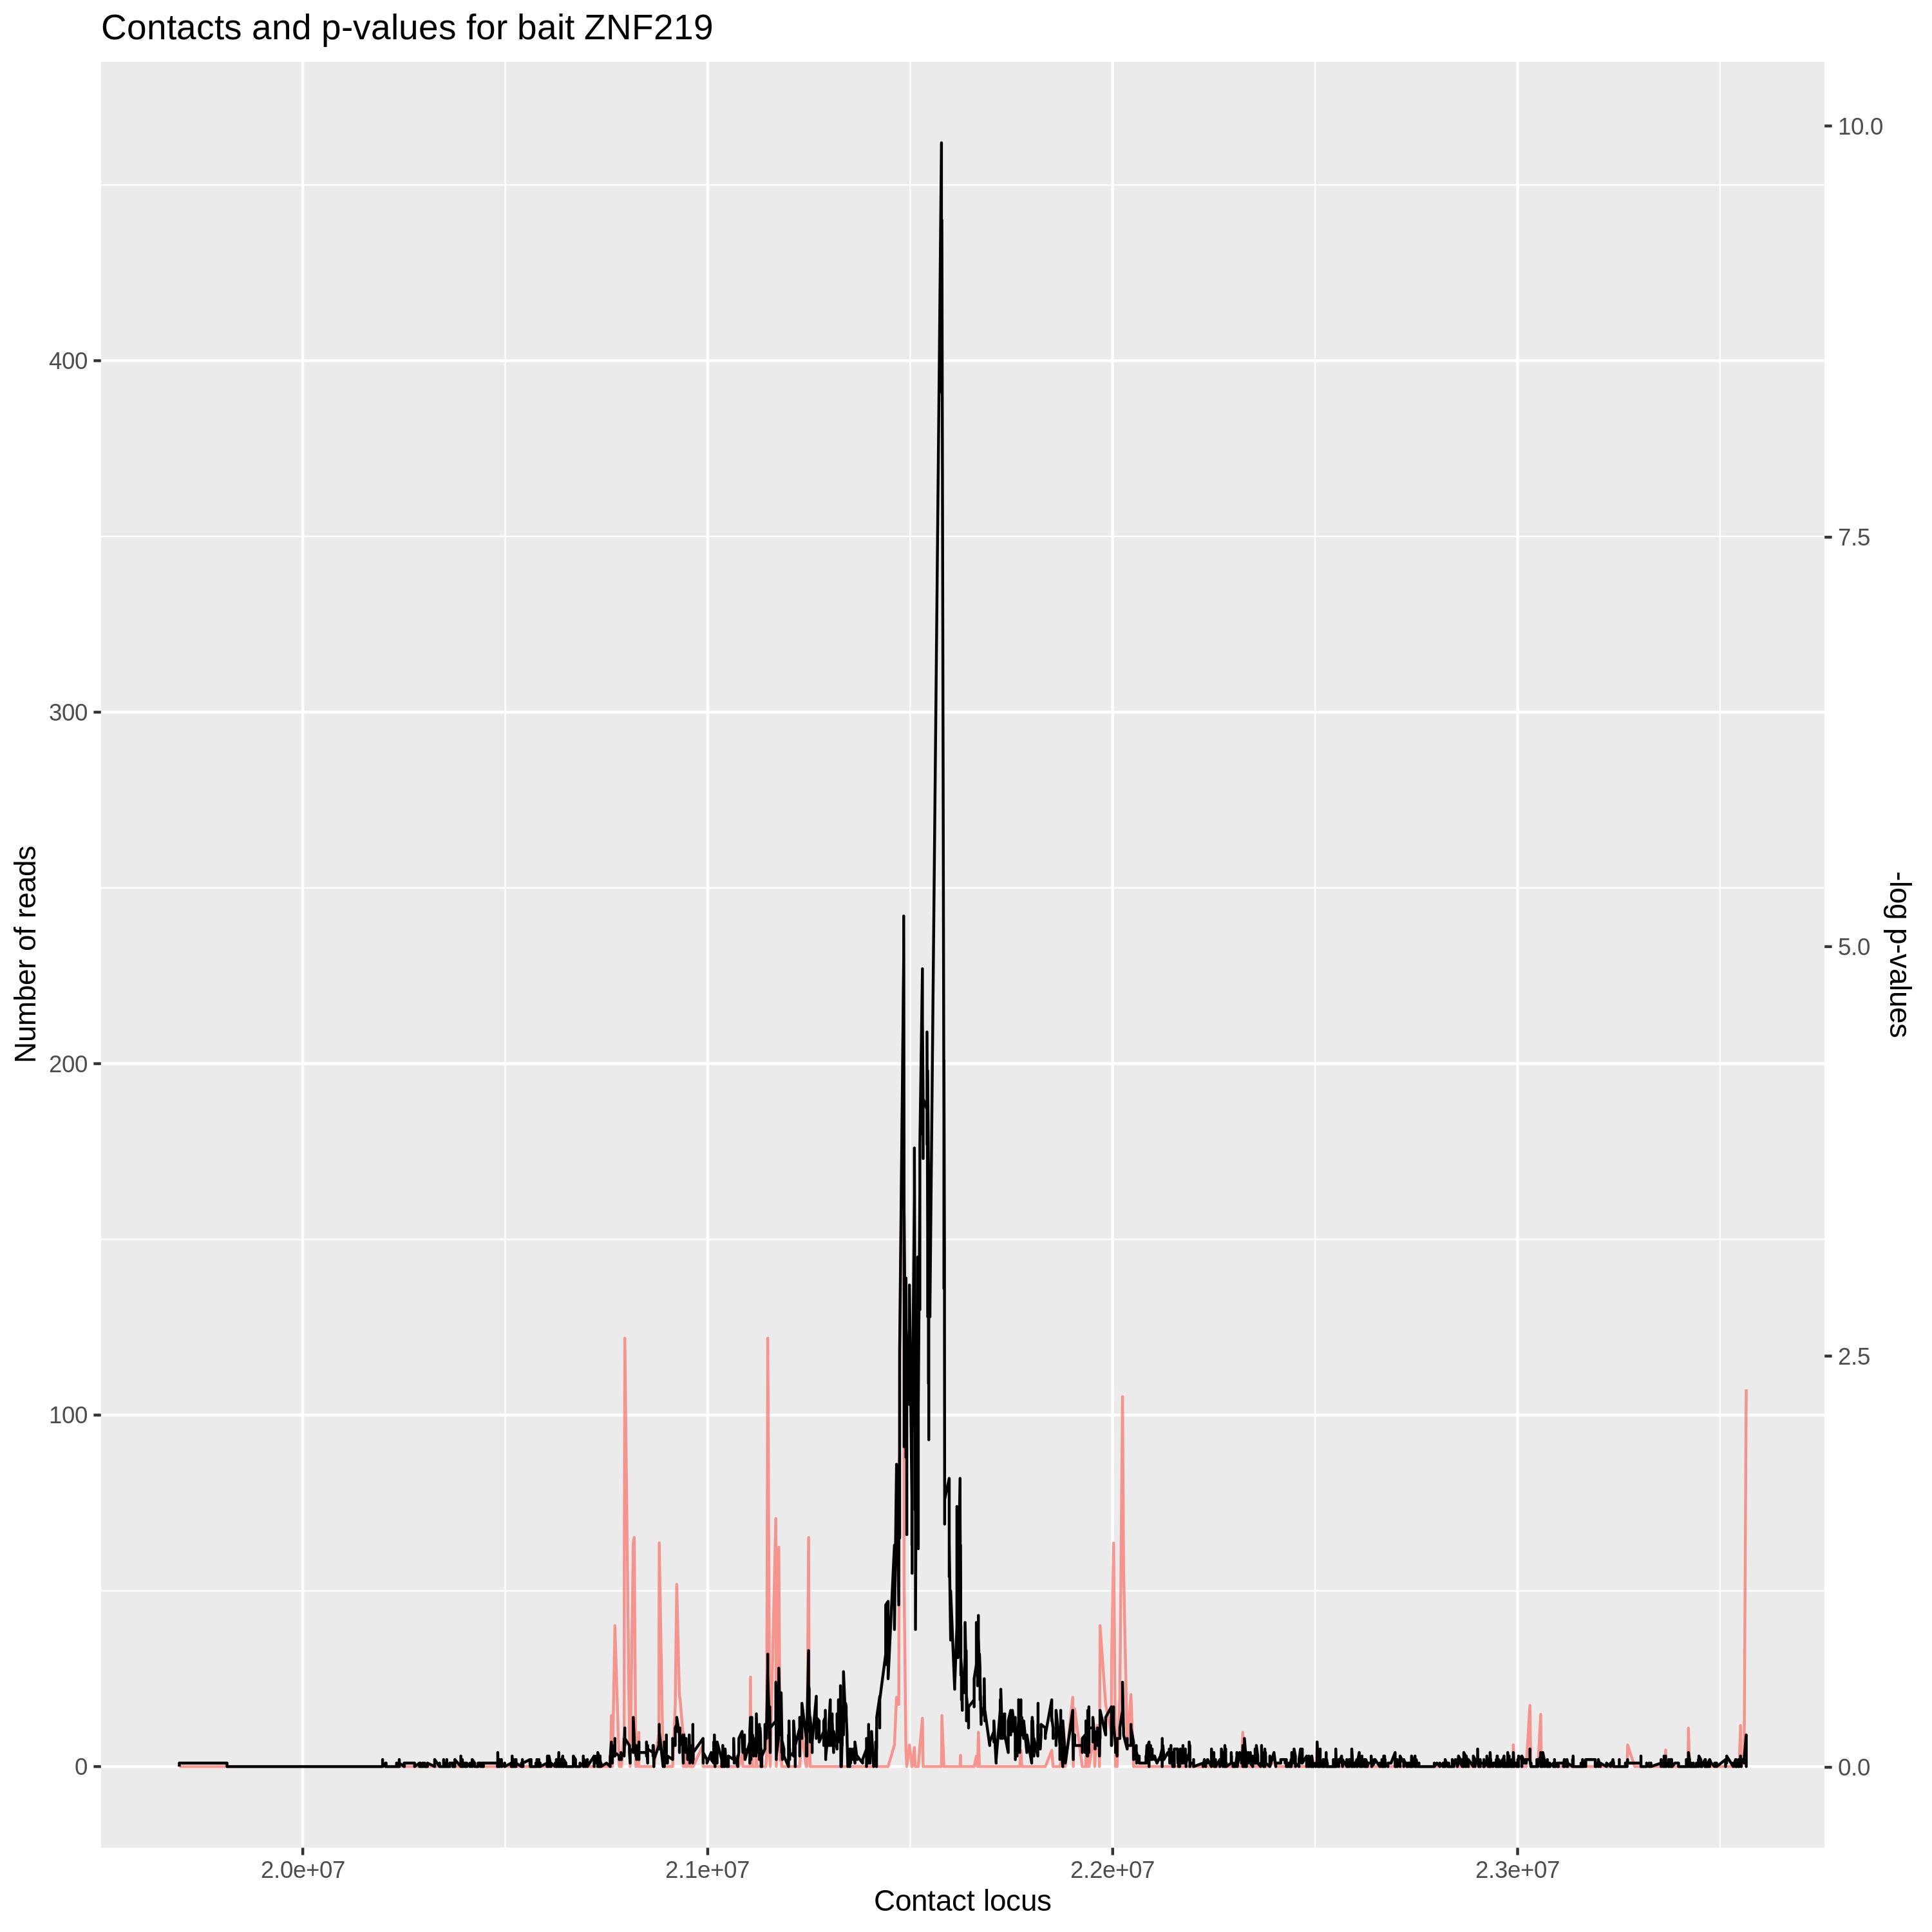 Contacts and p-values for bait ZNF219
Number of reads
400
300
200
100
0
10.0
7.5
5.0
2.5
0.0
-log p-values
2.0e+07 2.1e+07 2.2e+07 2.3e+07
Contact locus